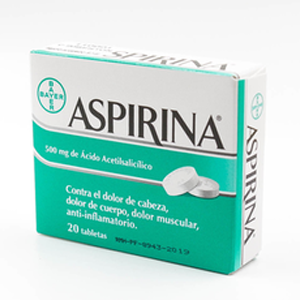 BAYER
BAYER
ASPIRINA®
500 mg de Ácido Acetilsalicílico
Contra el dolor de cabeza,
dolor de cuerpo, dolor muscular,
anti-inflamatorio.
20 tabletas
ASPIRINA